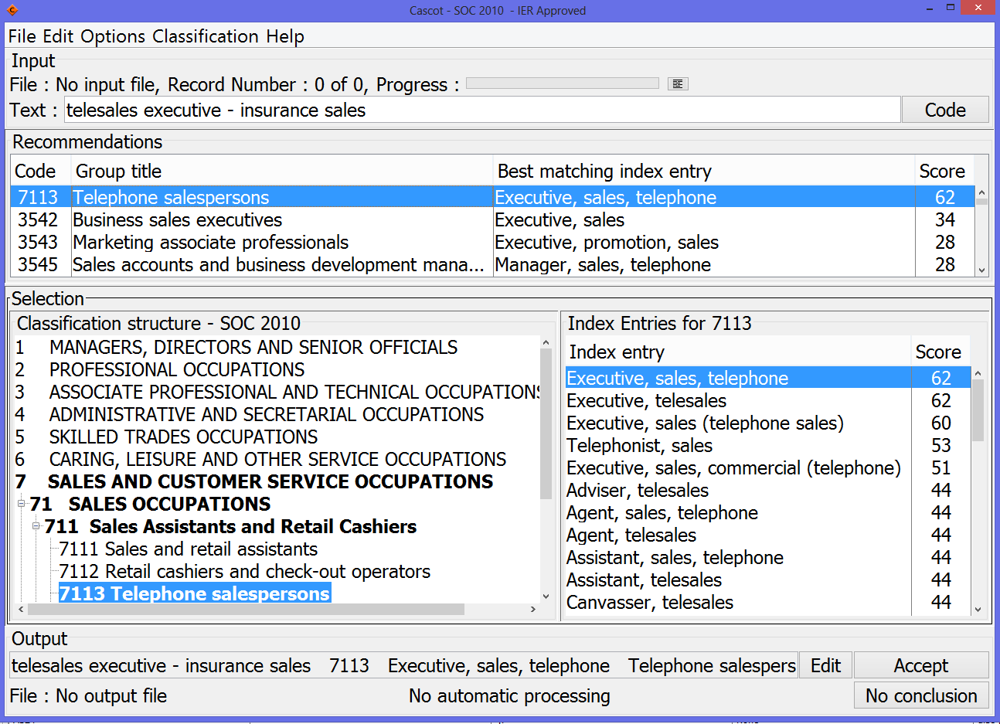 Cascot - SOC 2010 - IER Approved
File Edit Options Classification Help
Input
File : No input file, Record Number : 0 of 0, Progress :
Text : telesales executive - insurance sales Code
Recommendations
Code Group title Best matching index entry Score
7113 Telephone salespersons Executive, sales, telephone 62
3542 Business sales executives Executive, sales 34
3543 Marketing associate professionals Executive, promotion, sales 28
3545 Sales accounts and business development mana... Manager, sales, telephone 28
Selection
Classification structure - SOC 2010
1 MANAGERS, DIRECTORS AND SENIOR OFFICIALS
2 PROFESSIONAL OCCUPATIONS
3 ASSOCIATE PROFESSIONAL AND TECHNICAL OCCUPATIONS
4 ADMINISTRATIVE AND SECRETARIAL OCCUPATIONS
5 SKILLED TRADES OCCUPATIONS
6 CARING, LEISURE AND OTHER SERVICE OCCUPATIONS
7 SALES AND CUSTOMER SERVICE OCCUPATIONS
71 SALES OCCUPATIONS
711 Sales Assistants and Retail Cashiers
7111 Sales and retail assistants
7112 Retail cashiers and check-out operators
7113 Telephone salespersons
Index Entries for 7113
Index entry Score
Executive, sales, telephone 62
Executive, telesales 62
Executive, sales (telephone sales) 60
Telephonist, sales 53
Executive, sales, commercial (telephone) 51
Adviser, telesales 44
Agent, sales, telephone 44
Agent, telesales 44
Assistant, sales, telephone 44
Assistant, telesales 44
Canvasser, telesales 44
Output
telesales executive - insurance sales 7113 Executive, sales, telephone Telephone salespers Edit Accept
File : No output file No automatic processing No conclusion